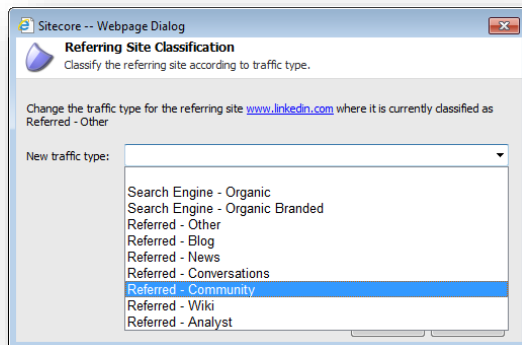 Sitecore -- Webpage Dialog
Referring Site Classification
Classify the referring site according to traffic type.
Change the traffic type for the referring site www.linkedin.com where it is currently classified as
Referred - Other
New traffic type:
Search Engine - Organic
Search Engine - Organic Branded
Referred - Other
Referred - Blog
Referred - News
Referred - Conversations
Referred - Community
Referred - Wiki
Referred - Analyst